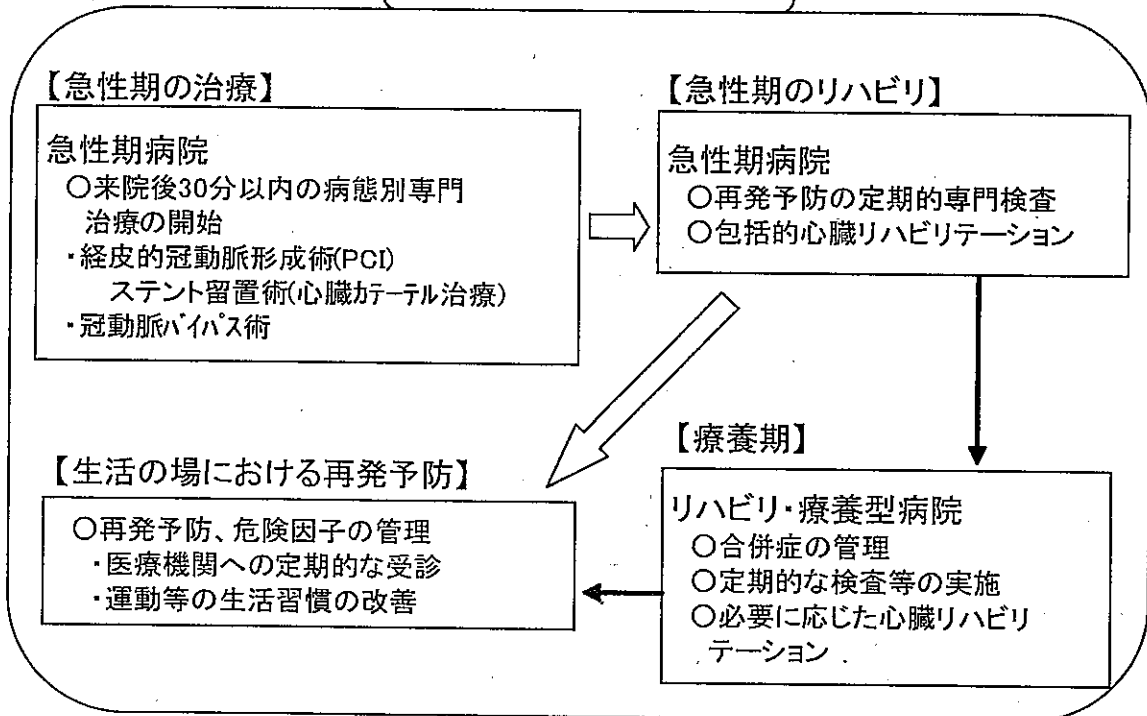 【急性期の治療】
急性期病院
○来院後30分以内の病態別専門
治療の開始
・経皮的冠動脈形成術(PCI)
ステント留置術(心臓ｶﾃｰﾃﾙ治療)
・冠動脈ﾊﾞｲﾊﾟｽ術
【急性期のリハビリ】
急性期病院
○再発予防の定期的専門検査
○包括的心臓リハビリテーション
【生活の場における再発予防】
○再発予防、危険因子の管理
・医療機関への定期的な受診
・運動等の生活習慣の改善
【療養期】
リハビリ・療養型病院
○合併症の管理
○定期的な検査等の実施
○必要に応じた心臓リハビリ
テーション